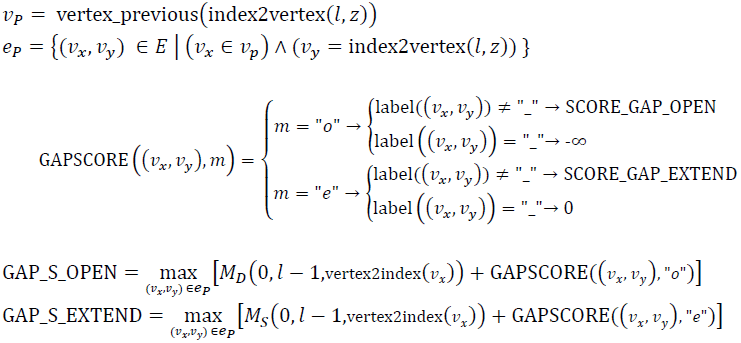 v_P = vertex_previous(index2vertex(l, z))
e_P = {(v_x, v_y) ∈ E | (v_x ∈ v_p) ∧ (v_y = index2vertex(l, z)) }
label((v_x, v_y)) ≠ "_" → SCORE_GAP_OPEN
m = "o" →
label((v_x, v_y)) = "_"→ -∞
GAPSCORE((v_x, v_y), m) =
label((v_x, v_y)) ≠ "_" → SCORE_GAP_EXTEND
m = "e" →
label((v_x, v_y)) = "_"→ 0
GAP_S_OPEN = max_{(v_x,v_y) ∈ e_P} [M_D(0, l − 1,vertex2index(v_x)) + GAPSCORE((v_x, v_y), "o")]
GAP_S_EXTEND = max_{(v_x,v_y) ∈ e_P} [M_S(0, l − 1,vertex2index(v_x)) + GAPSCORE((v_x, v_y), "e")]